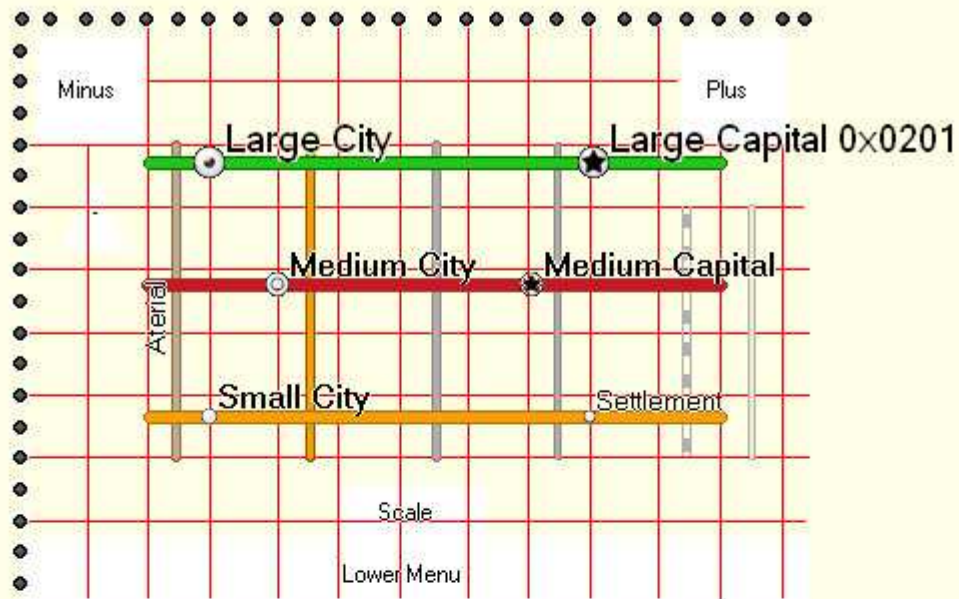 Minus
Plus
Large City
Large Capital 0x0201
Medium City
Medium Capital
Aterial
Small City
Settlement
Scale
Lower Menu